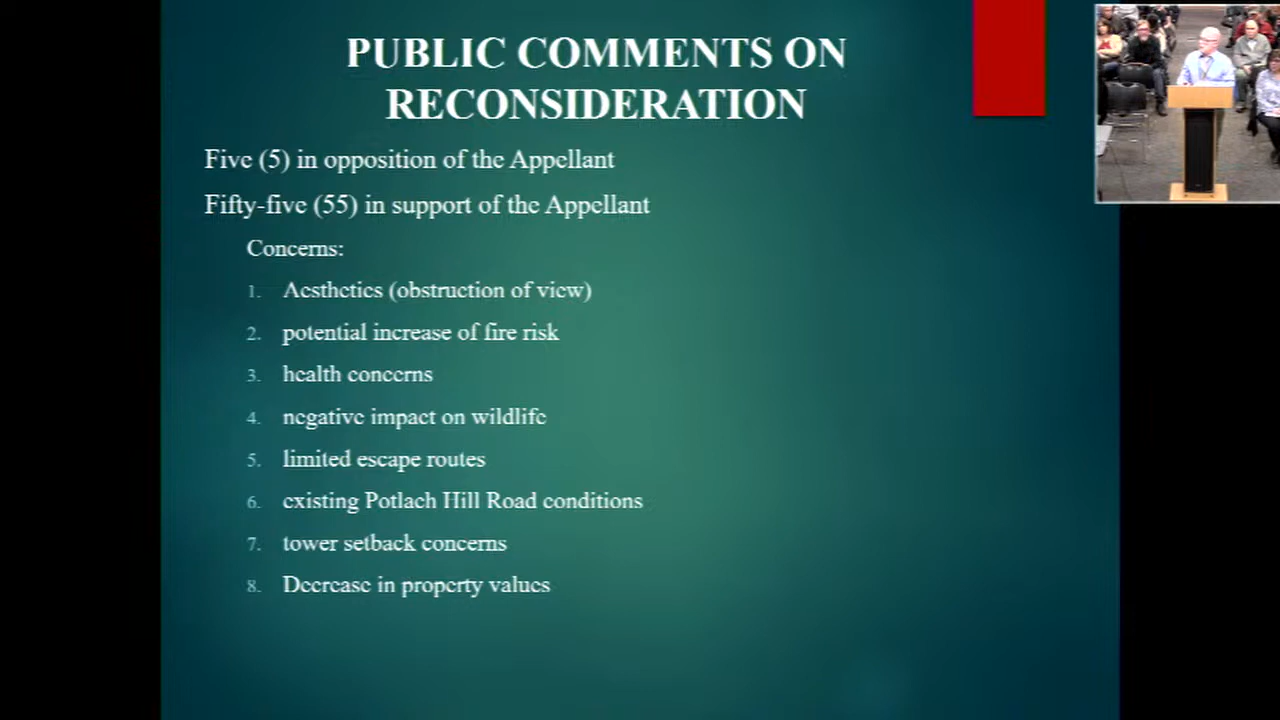 PUBLIC COMMENTS ON
RECONSIDERATION
Five (5) in opposition of the Appellant
Fifty-five (55) in support of the Appellant
Concerns:
1. Aesthetics (obstruction of view)
2. potential increase of fire risk
3. health concerns
4. negative impact on wildlife
5. limited escape routes
6. existing Potlach Hill Road conditions
7. tower setback concerns
8. Decrease in property values